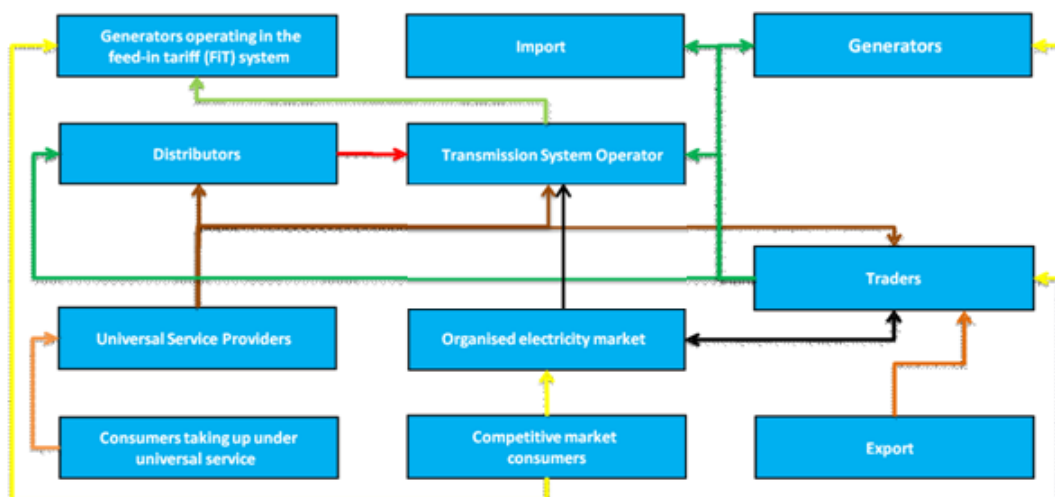 Generators operating in the
feed-in tariff (FiT) system
Import
Generators
Distributors
Transmission System Operator
Traders
Universal Service Providers
Organised electricity market
Consumers taking up under
universal service
Competitive market
consumers
Export